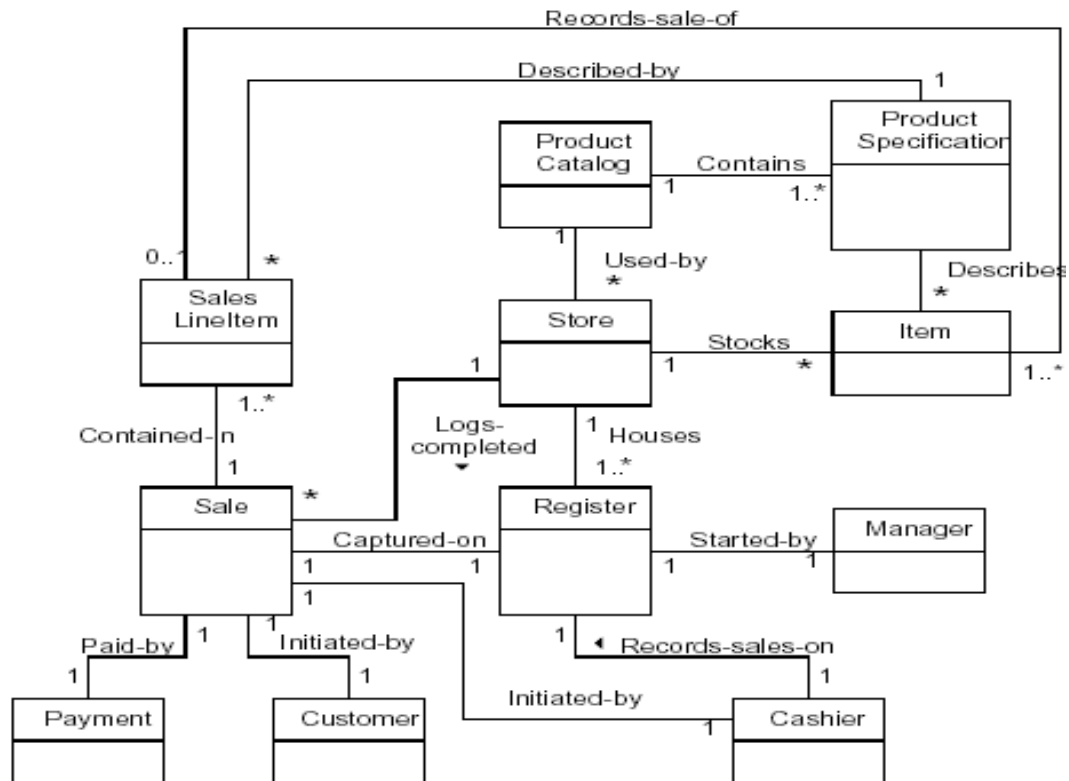 Records-sale-of
Described-by
1
Product
Specification
Product
Catalog
Contains
1
1..*
1
Used-by
*
Describes
*
0..1
*
Sales
LineItem
Store
Item
Stocks
1
*
1..*
1..*
1
Logs-
completed
1
Houses
1..*
Contained-n
1
*
Sale
Register
Manager
Captured-on
1
1
Started-by
1
1
1
1
1
Paid-by
1
Initiated-by
1
1
Records-sales-on
1
Initiated-by
1
Payment
Customer
Cashier